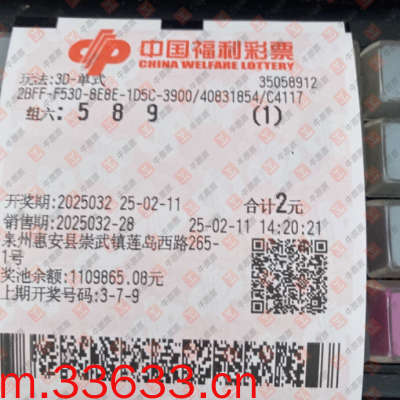 中国福利彩票
CHINA WELFARE LOTTERY
玩法:3D-单式 35058912
2BFF-F530-8E8E-1D5C-3900/40831854/C4117
组六: 5 8 9 (1)
开奖期:2025032 25-02-11 合计2元
销售期:2025032-28 25-02-11 14:20:21
泉州惠安县崇武镇莲岛西路265-
1号
奖池余额:1109865.08元
上期开奖号码:3-7-9
m.33633.cn